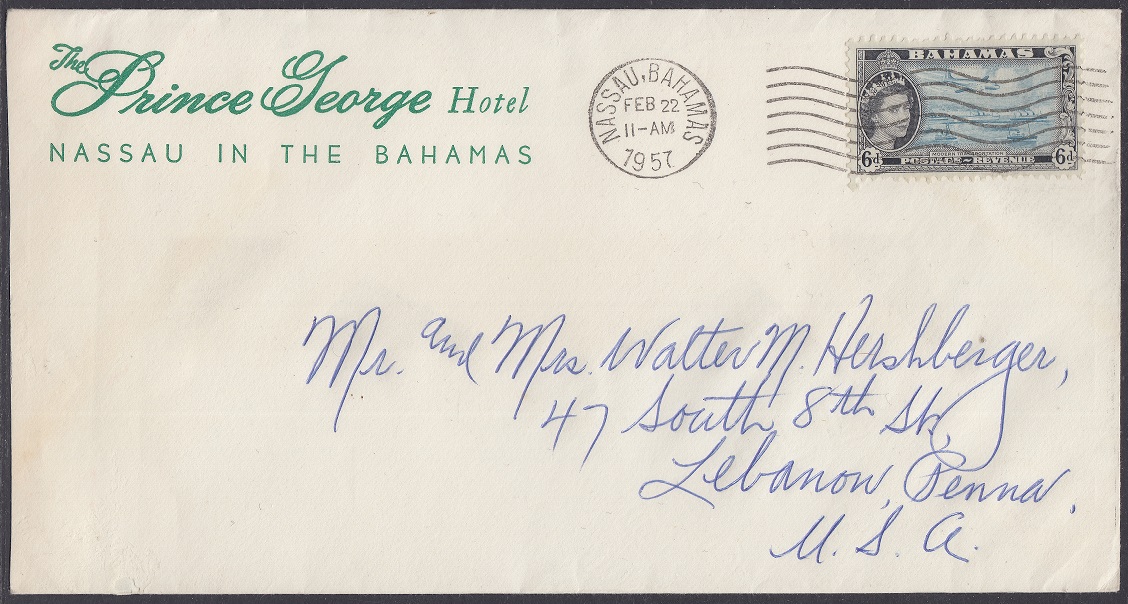 The Prince George Hotel
NASSAU IN THE BAHAMAS
NASSAU, BAHAMAS
FEB 22
11-AM
1957
BAHAMAS
6d
POSTAGE~REVENUE
6d
Mr. and Mrs. Walter M. Hershberger,
47 South 8th St,
Lebanon, Penna,
U. S. A.